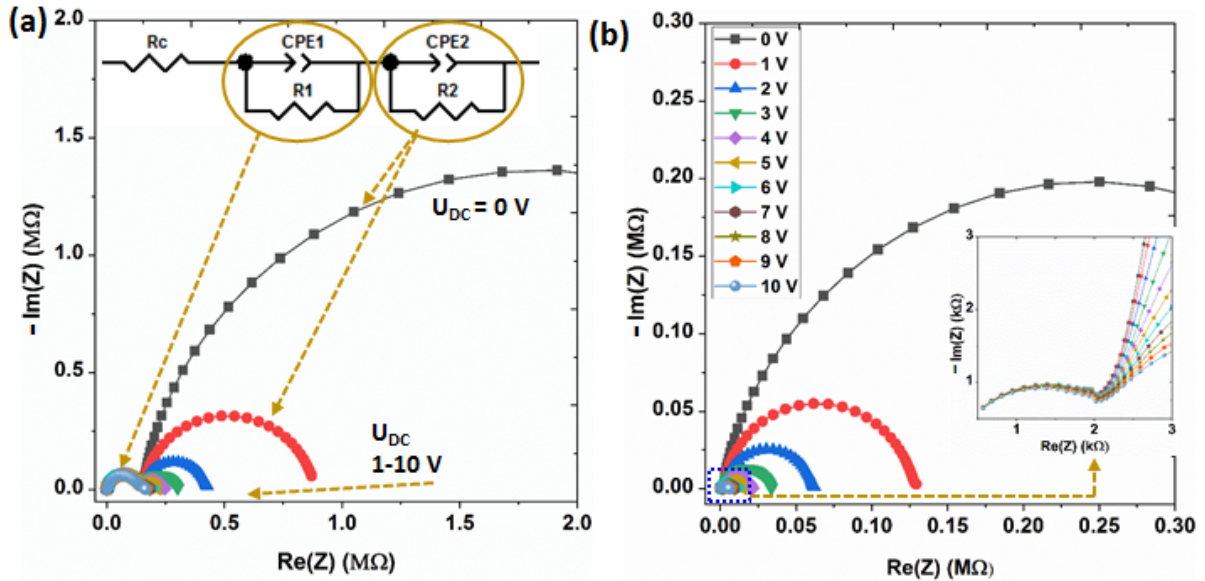 (a)
2.0
1.5
1.0
0.5
0.0
− Im(Z) (MΩ)
Rc
CPE1
R1
CPE2
R2
U_DC = 0 V
U_DC
1-10 V
0.0 0.5 1.0 1.5 2.0
Re(Z) (MΩ)
(b)
0.30
0.25
0.20
0.15
0.10
0.05
0.00
− Im(Z) (MΩ)
0 V
1 V
2 V
3 V
4 V
5 V
6 V
7 V
8 V
9 V
10 V
3
2
1
− Im(Z) (kΩ)
1 2 3
Re(Z) (kΩ)
0.00 0.05 0.10 0.15 0.20 0.25 0.30
Re(Z) (MΩ)